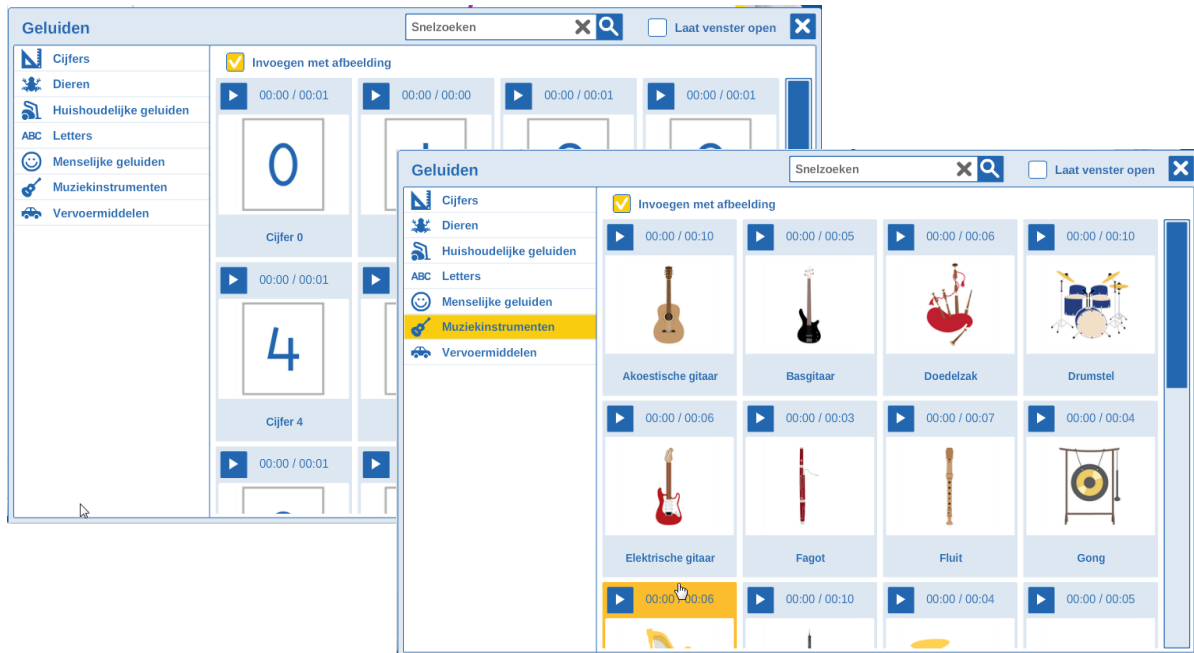 Geluiden
Snelzoeken
Laat venster open
Cijfers
Dieren
Huishoudelijke geluiden
ABC Letters
Menselijke geluiden
Muziekinstrumenten
Vervoermiddelen
Invoegen met afbeelding
00:00 / 00:01 00:00 / 00:00 00:00 / 00:01 00:00 / 00:01
0
Cijfer 0
00:00 / 00:01
4
Cijfer 4
00:00 / 00:01
Geluiden
Snelzoeken
Laat venster open
Cijfers
Dieren
Huishoudelijke geluiden
ABC Letters
Menselijke geluiden
Muziekinstrumenten
Vervoermiddelen
Invoegen met afbeelding
00:00 / 00:10 00:00 / 00:05 00:00 / 00:06 00:00 / 00:10
Akoestische gitaar Basgitaar Doedelzak Drumstel
00:00 / 00:06 00:00 / 00:03 00:00 / 00:07 00:00 / 00:04
Elektrische gitaar Fagot Fluit Gong
00:00 / 00:06 00:00 / 00:10 00:00 / 00:04 00:00 / 00:05